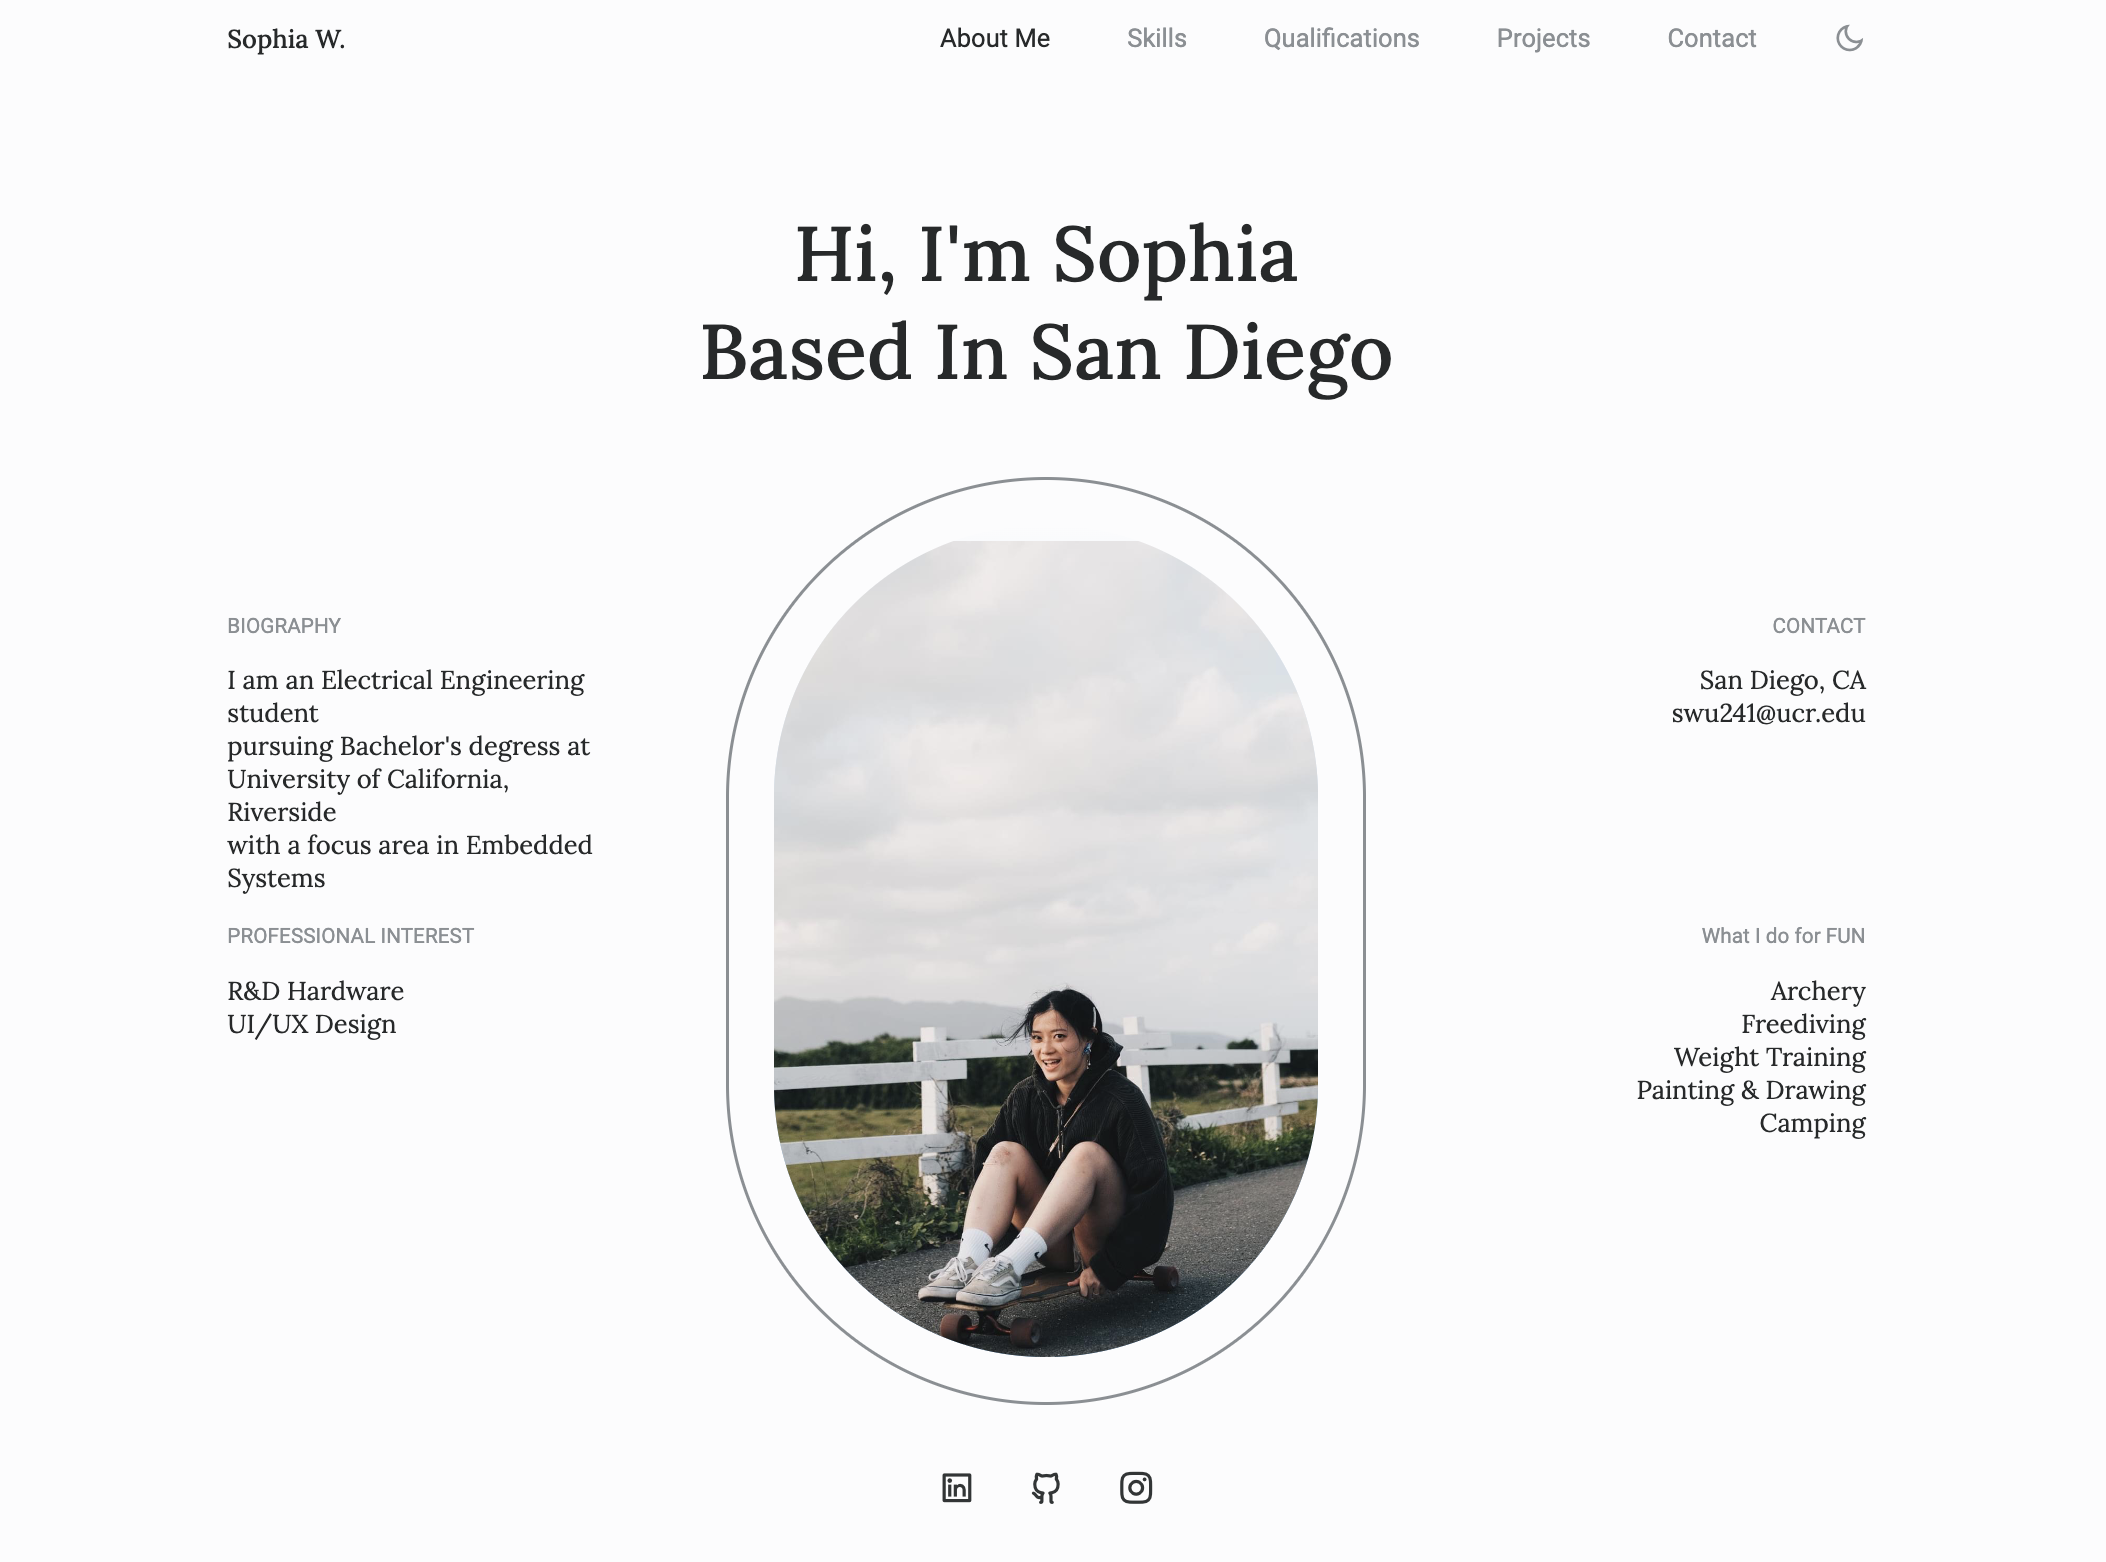 Sophia W.
About Me
Skills
Qualifications
Projects
Contact
Hi, I'm Sophia
Based In San Diego
BIOGRAPHY
I am an Electrical Engineering
student
pursuing Bachelor's degress at
University of California,
Riverside
with a focus area in Embedded
Systems
PROFESSIONAL INTEREST
R&D Hardware
UI/UX Design
CONTACT
San Diego, CA
swu241@ucr.edu
What I do for FUN
Archery
Freediving
Weight Training
Painting & Drawing
Camping
in